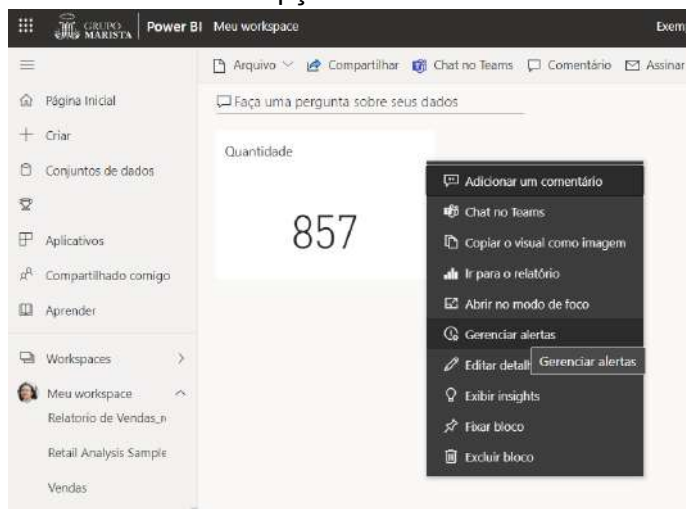 GRUPO
MARISTA
Power BI Meu workspace
Exem
Arquivo Compartilhar Chat no Teams Comentário Assinar
Página Inicial
Faça uma pergunta sobre seus dados
Criar
Quantidade
Conjuntos de dados
857
Aplicativos
Compartilhado comigo
Aprender
Workspaces
Meu workspace
Relatorio de Vendas_r
Retail Analysis Sample
Vendas
Adicionar um comentário
Chat no Teams
Copiar o visual como imagem
Ir para o relatório
Abrir no modo de foco
Gerenciar alertas
Editar detalh
Gerenciar alertas
Exibir insights
Fixar bloco
Excluir bloco